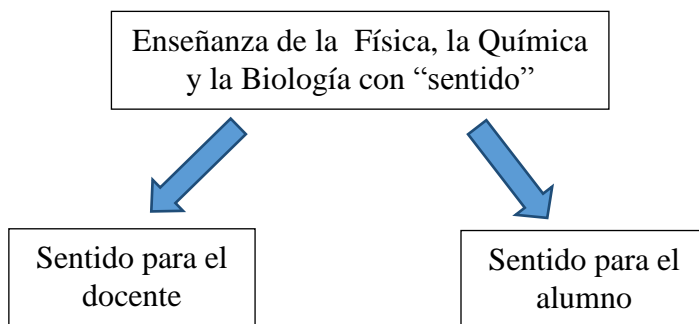 Enseñanza de la Física, la Química
y la Biología con “sentido”
Sentido para el
docente
Sentido para el
alumno